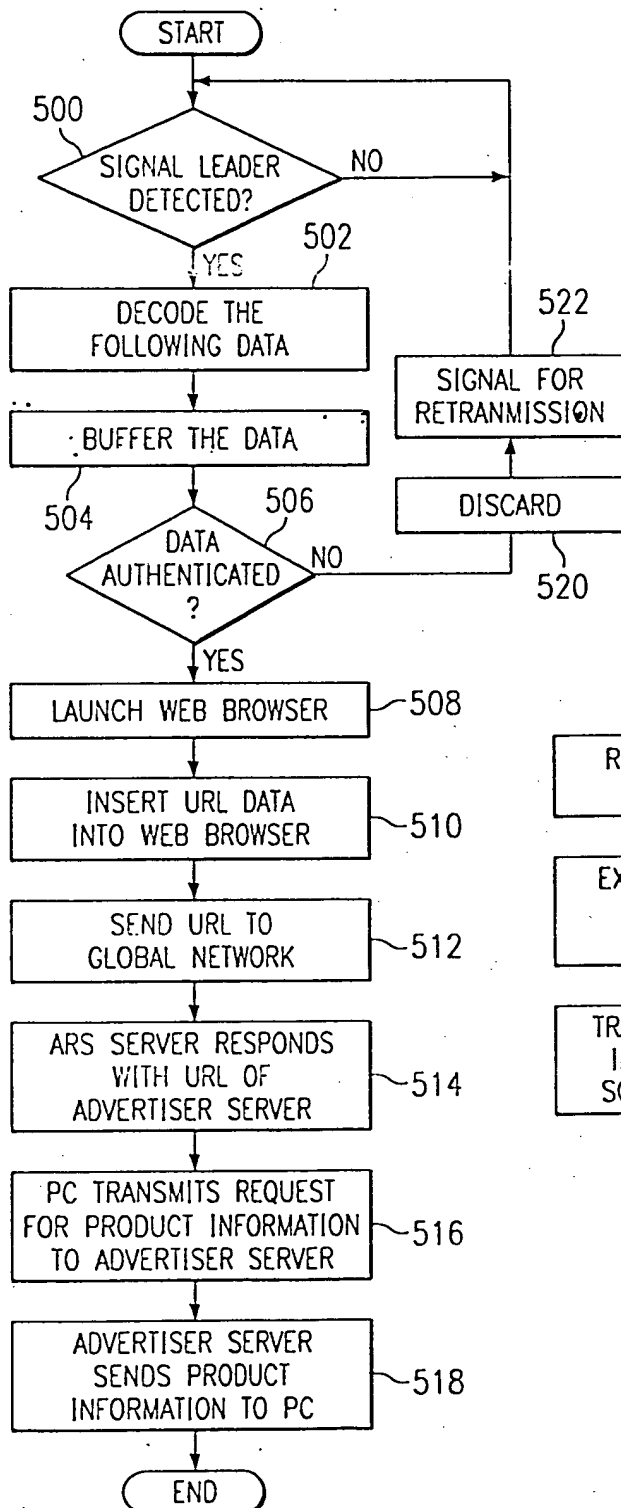 START
500
SIGNAL LEADER
DETECTED?
NO
YES
502
DECODE THE
FOLLOWING DATA
522
SIGNAL FOR
RETRANMISSION
BUFFER THE DATA
504
506
DISCARD
520
DATA
AUTHENTICATED
?
NO
YES
LAUNCH WEB BROWSER
508
INSERT URL DATA
INTO WEB BROWSER
510
SEND URL TO
GLOBAL NETWORK
512
ARS SERVER RESPONDS
WITH URL OF
ADVERTISER SERVER
514
PC TRANSMITS REQUEST
FOR PRODUCT INFORMATION
TO ADVERTISER SERVER
516
ADVERTISER SERVER
SENDS PRODUCT
INFORMATION TO PC
518
END
R
EX
TR